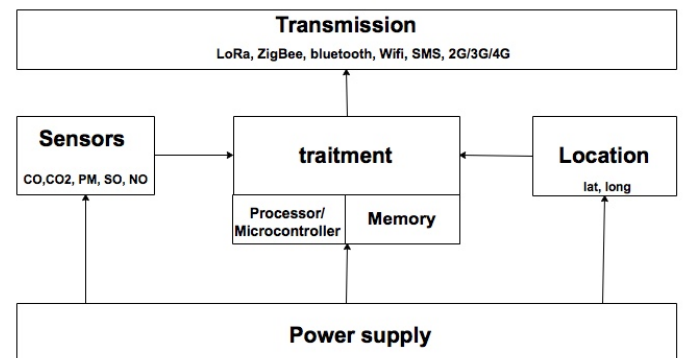 Transmission
LoRa, ZigBee, bluetooth, Wifi, SMS, 2G/3G/4G
Sensors
CO,CO2, PM, SO, NO
traitment
Location
lat, long
Processor/
Microcontroller
Memory
Power supply